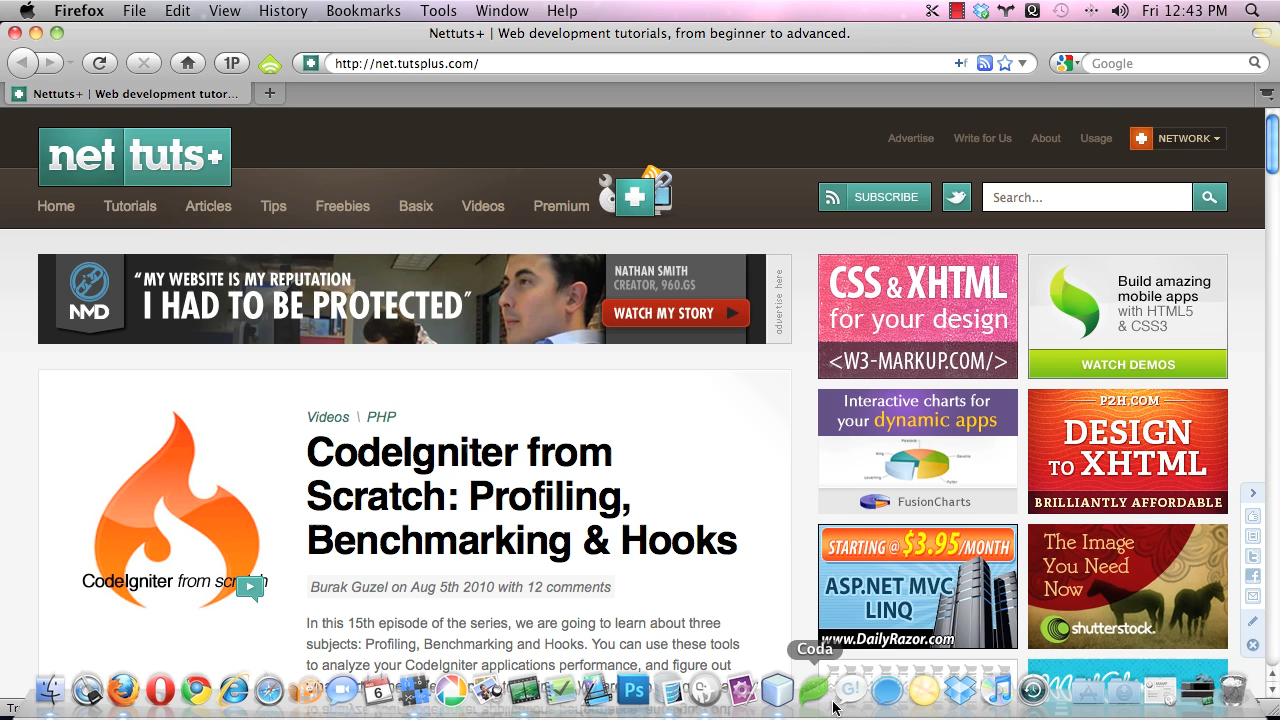 Firefox File Edit View History Bookmarks Tools Window Help Fri 12:43 PM
Nettuts+ | Web development tutorials, from beginner to advanced.
1P http://net.tutsplus.com/ Google
Nettuts+ | Web development tutor...
Advertise Write for Us About Usage NETWORK
net tuts+
Home Tutorials Articles Tips Freebies Basix Videos Premium
SUBSCRIBE Search...
NMD
“MY WEBSITE IS MY REPUTATION
I HAD TO BE PROTECTED”
NATHAN SMITH
CREATOR, 960.GS
WATCH MY STORY
advertise here
CSS & XHTML
for your design
<W3-MARKUP.COM/>
Build amazing
mobile apps
with HTML5
& CSS3
WATCH DEMOS
Interactive charts for
your dynamic apps
FusionCharts
P2H.COM
DESIGN
TO XHTML
BRILLIANTLY AFFORDABLE
Videos \ PHP
CodeIgniter from
Scratch: Profiling,
Benchmarking & Hooks
CodeIgniter from scratch
Burak Guzel on Aug 5th 2010 with 12 comments
In this 15th episode of the series, we are going to learn about three
subjects: Profiling, Benchmarking and Hooks. You can use these tools
to analyze your CodeIgniter applications performance, and figure out
STARTING @ $3.95/MONTH
ASP.NET MVC
LINQ
www.DailyRazor.com
The Image
You Need
Now
shutterstock
Coda
6
Ps
G!